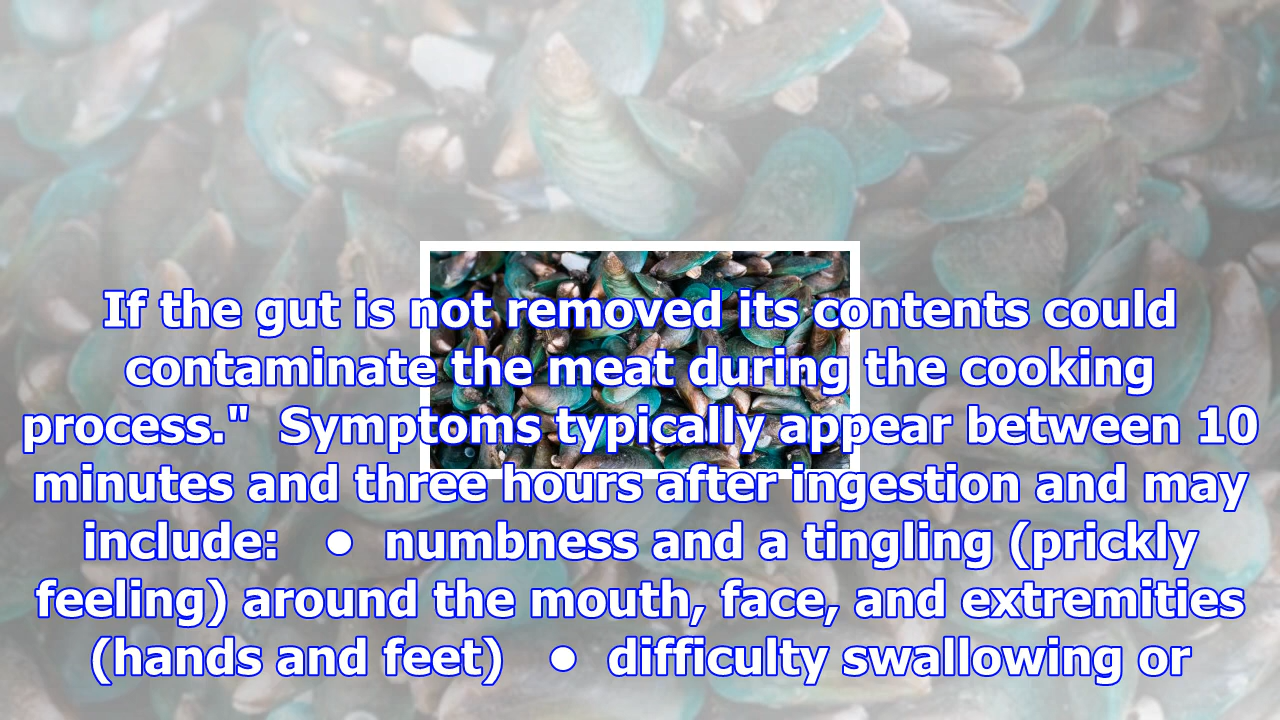 If the gut is not removed its contents could
contaminate the meat during the cooking
process."  Symptoms typically appear between 10
minutes and three hours after ingestion and may
include:   ●  numbness and a tingling (prickly
feeling) around the mouth, face, and extremities
(hands and feet)   ●  difficulty swallowing or